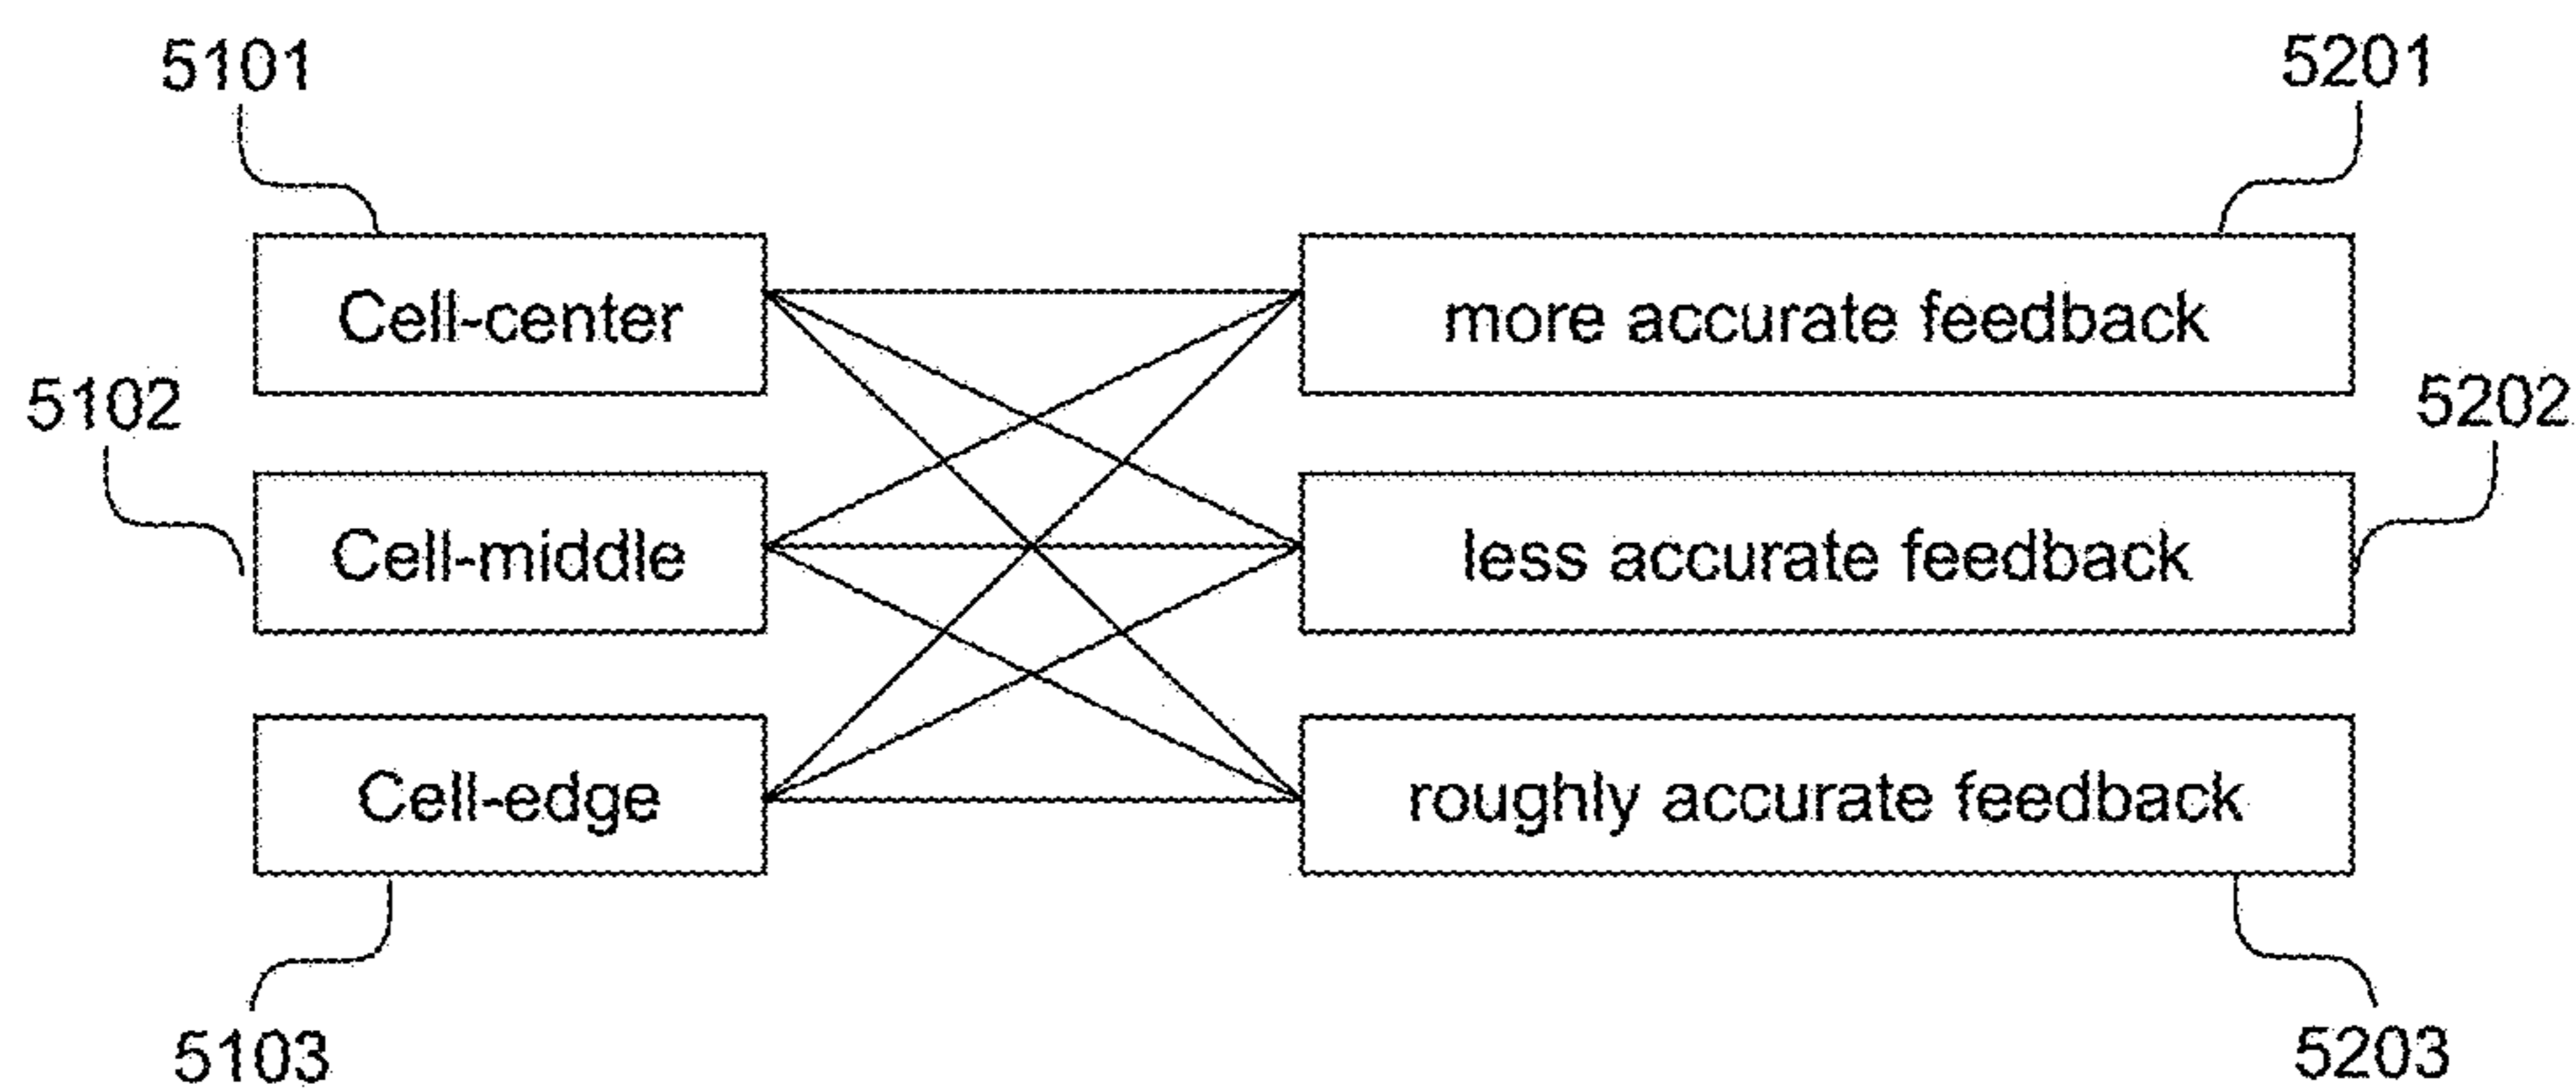 5101
5201
Cell-center
more accurate feedback
5102
5202
Cell-middle
less accurate feedback
Cell-edge
roughly accurate feedback
5103
5203